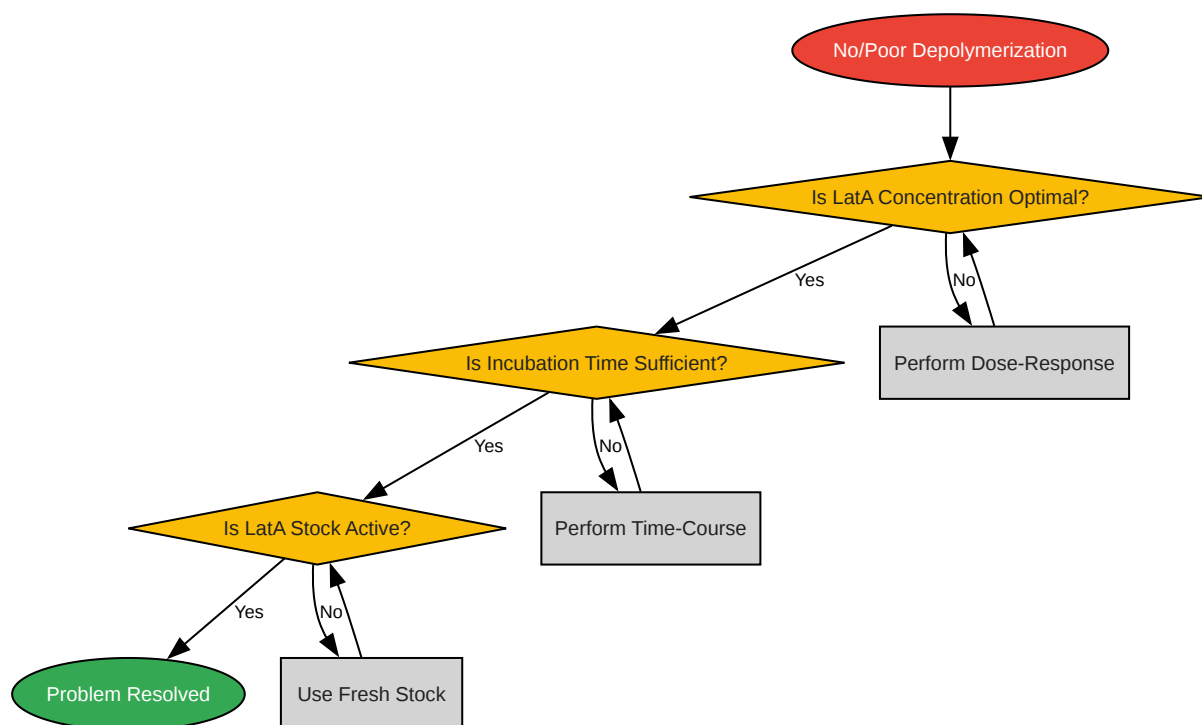 No/Poor Depolymerization
Is LatA Concentration Optimal?
Yes
No
Is Incubation Time Sufficient?
Perform Dose-Response
Yes
No
Is LatA Stock Active?
Perform Time-Course
Yes
No
Problem Resolved
Use Fresh Stock